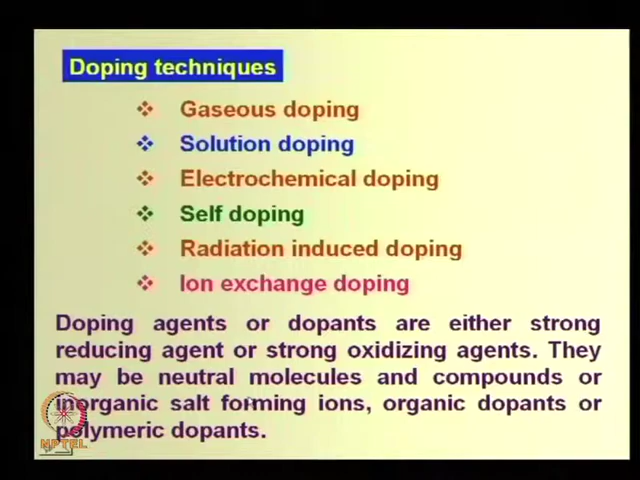 Doping techniques
Gaseous doping
Solution doping
Electrochemical doping
Self doping
Radiation induced doping
Ion exchange doping
Doping agents or dopants are either strong
reducing agent or strong oxidizing agents. They
may be neutral molecules and compounds or
inorganic salt forming ions, organic dopants or
polymeric dopants.
NPTEL